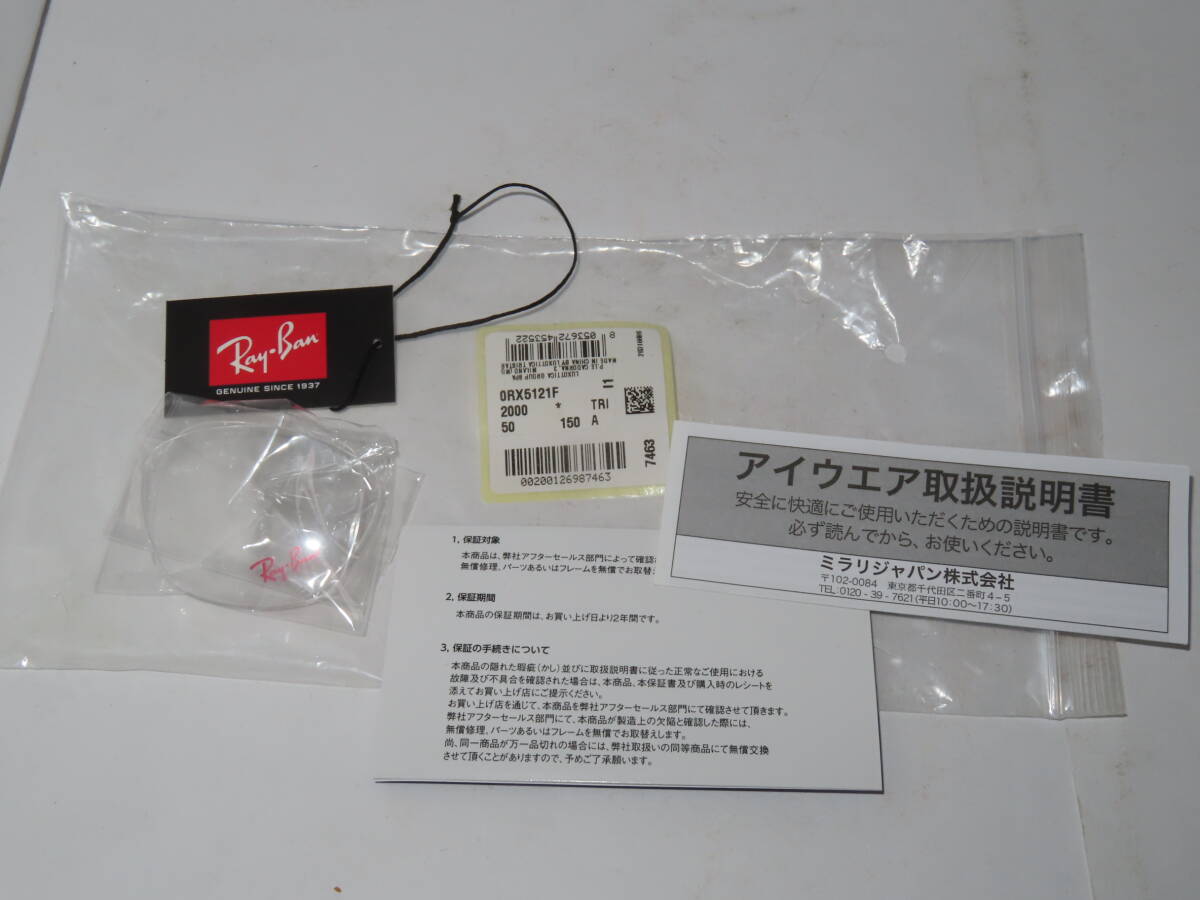 Ray-Ban
GENUINE SINCE 1937
Ray-Ban
8 053672 453522
MADE IN CHINA BY LUXOTTICA TRISTAR
P.LE CADORNA,3 MILANO(MI)
LUXOTTICA GROUP SPA
0RX5121F
11
2000 * TRI
50 150 A
7463
00200126987463
アイウエア取扱説明書
安全に快適にご使用いただくための説明書です。
必ず読んでから、お使いください。
ミラリジャパン株式会社
〒102-0084 東京都千代田区二番町4-5
TEL:0120-39-7621(平日10:00〜17:30)
1, 保証対象
本商品は、弊社アフターセールス部門によって確認
無償修理、パーツあるいはフレームを無償でお取替え
2, 保証期間
本商品の保証期間は、お買い上げ日より2年間です。
3, 保証の手続きについて
本商品の隠れた瑕疵(かし)並びに取扱説明書に従った正常なご使用における
故障及び不具合を確認された場合は、本商品、本保証書及び購入時のレシートを
添えてお買い上げ店にご提示ください。
お買い上げ店を通じて、本商品を弊社アフターセールス部門にて確認させて頂きます。
弊社アフターセールス部門にて、本商品が製造上の欠陥と確認した際には、
無償修理、パーツあるいはフレームを無償でお取替えします。
尚、同一商品が万一品切れの場合には、弊社取扱いの同等商品にて無償交換
させて頂くことがありますので、予めご了承願います。